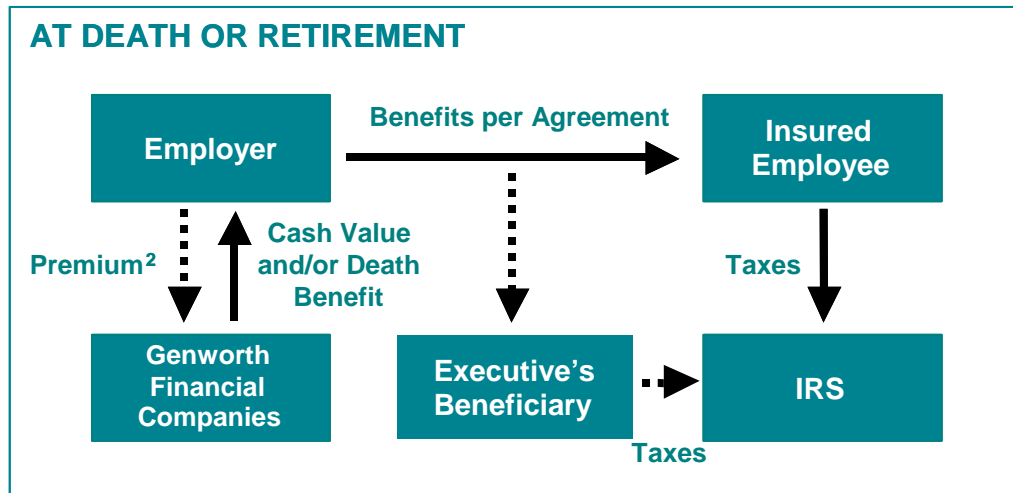 AT DEATH OR RETIREMENT
Employer
Benefits per Agreement
Insured
Employee
Premium²
Cash Value
and/or Death
Benefit
Taxes
Genworth
Financial
Companies
Executive’s
Beneficiary
Taxes
IRS